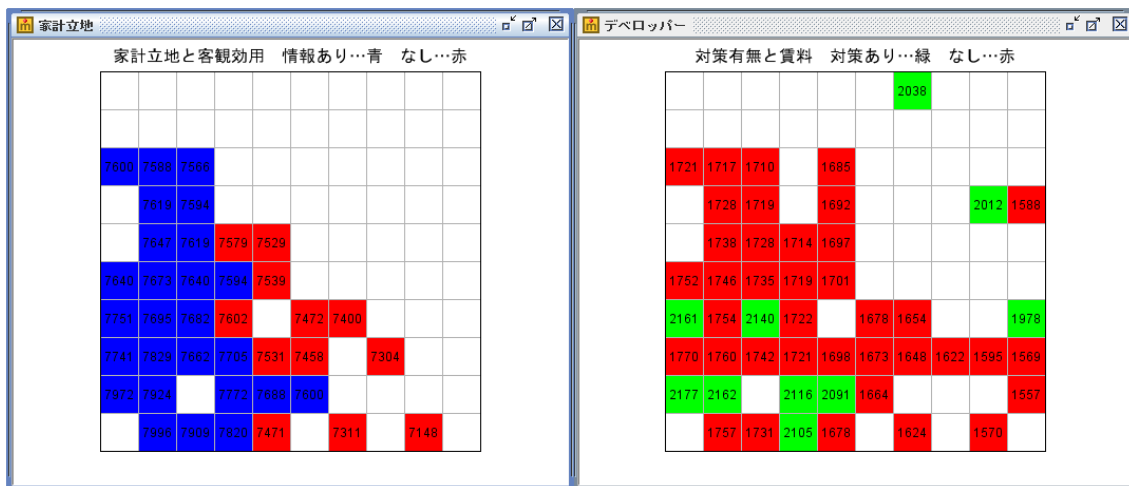 家計立地
家計立地と客観効用 情報あり…青 なし…赤
7600 7588 7566
7619 7594
7647 7619 7579 7529
7640 7673 7640 7594 7539
7751 7695 7682 7602 7472 7400
7741 7829 7662 7705 7531 7458 7304
7972 7924 7772 7688 7600
7996 7909 7820 7471 7311 7148
デベロッパー
対策有無と賃料 対策あり…緑 なし…赤
2038
1721 1717 1710 1685
1728 1719 1692 2012 1588
1738 1728 1714 1697
1752 1746 1735 1719 1701
2161 1754 2140 1722 1678 1654 1978
1770 1760 1742 1721 1698 1673 1648 1622 1595 1569
2177 2162 2116 2091 1664 1557
1757 1731 2105 1678 1624 1570